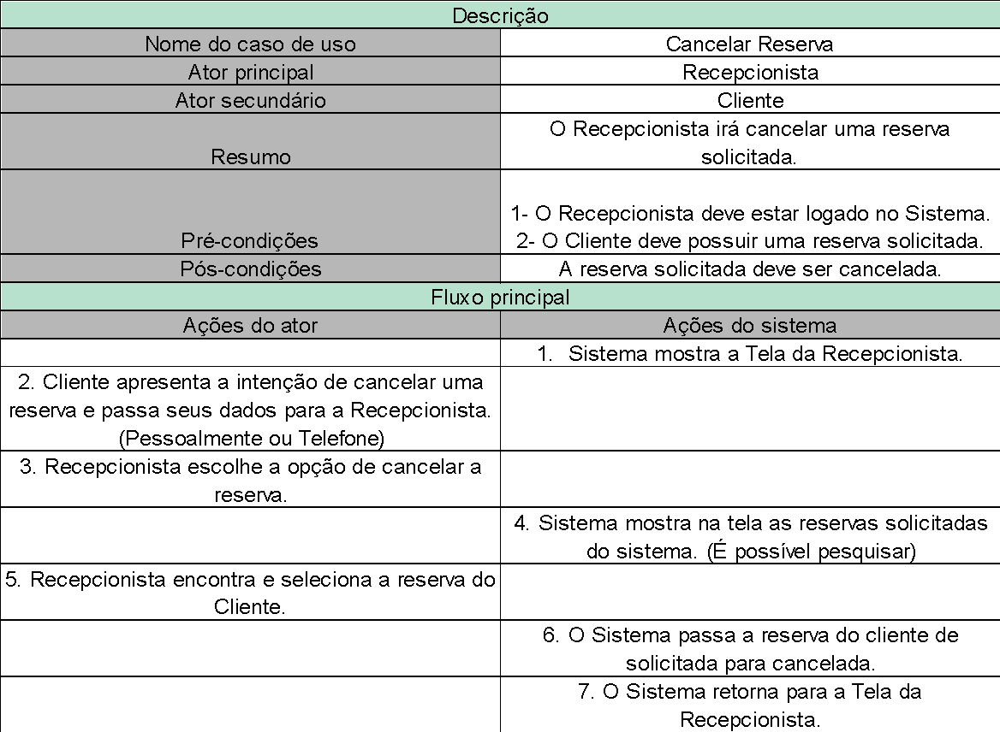 Descrição
Nome do caso de uso
Cancelar Reserva
Ator principal
Recepcionista
Ator secundário
Cliente
Resumo
O Recepcionista irá cancelar uma reserva
solicitada.
Pré-condições
1- O Recepcionista deve estar logado no Sistema.
2- O Cliente deve possuir uma reserva solicitada.
Pós-condições
A reserva solicitada deve ser cancelada.
Fluxo principal
Ações do ator
Ações do sistema
1. Sistema mostra a Tela da Recepcionista.
2. Cliente apresenta a intenção de cancelar uma
reserva e passa seus dados para a Recepcionista.
(Pessoalmente ou Telefone)
3. Recepcionista escolhe a opção de cancelar a
reserva.
4. Sistema mostra na tela as reservas solicitadas
do sistema. (É possível pesquisar)
5. Recepcionista encontra e seleciona a reserva do
Cliente.
6. O Sistema passa a reserva do cliente de
solicitada para cancelada.
7. O Sistema retorna para a Tela da
Recepcionista.